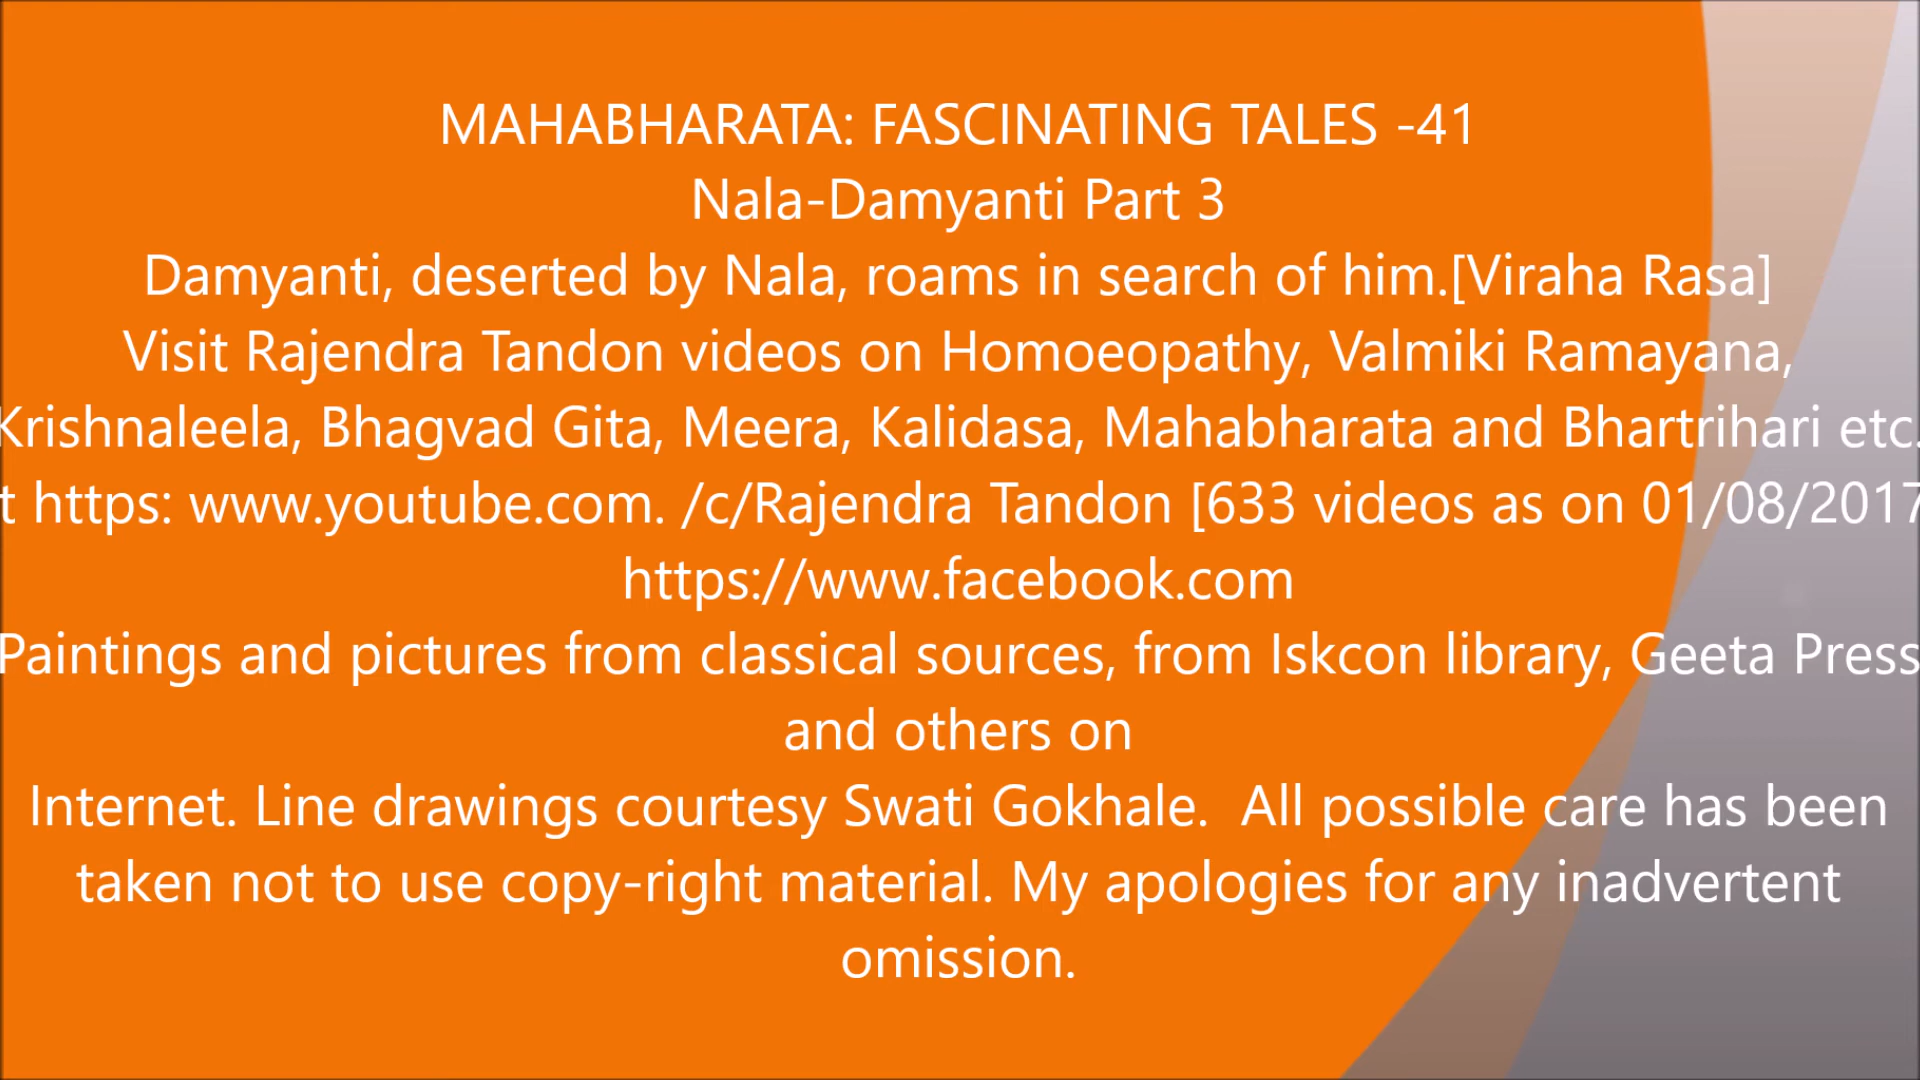 MAHABHARATA: FASCINATING TALES -41
Nala-Damyanti Part 3
Damyanti, deserted by Nala, roams in search of him.[Viraha Rasa]
Visit Rajendra Tandon videos on Homoeopathy, Valmiki Ramayana,
Krishnaleela, Bhagvad Gita, Meera, Kalidasa, Mahabharata and Bhartrihari etc.
t https: www.youtube.com. /c/Rajendra Tandon [633 videos as on 01/08/2017
https://www.facebook.com
Paintings and pictures from classical sources, from Iskcon library, Geeta Press
and others on
Internet. Line drawings courtesy Swati Gokhale.  All possible care has been
taken not to use copy-right material. My apologies for any inadvertent
omission.